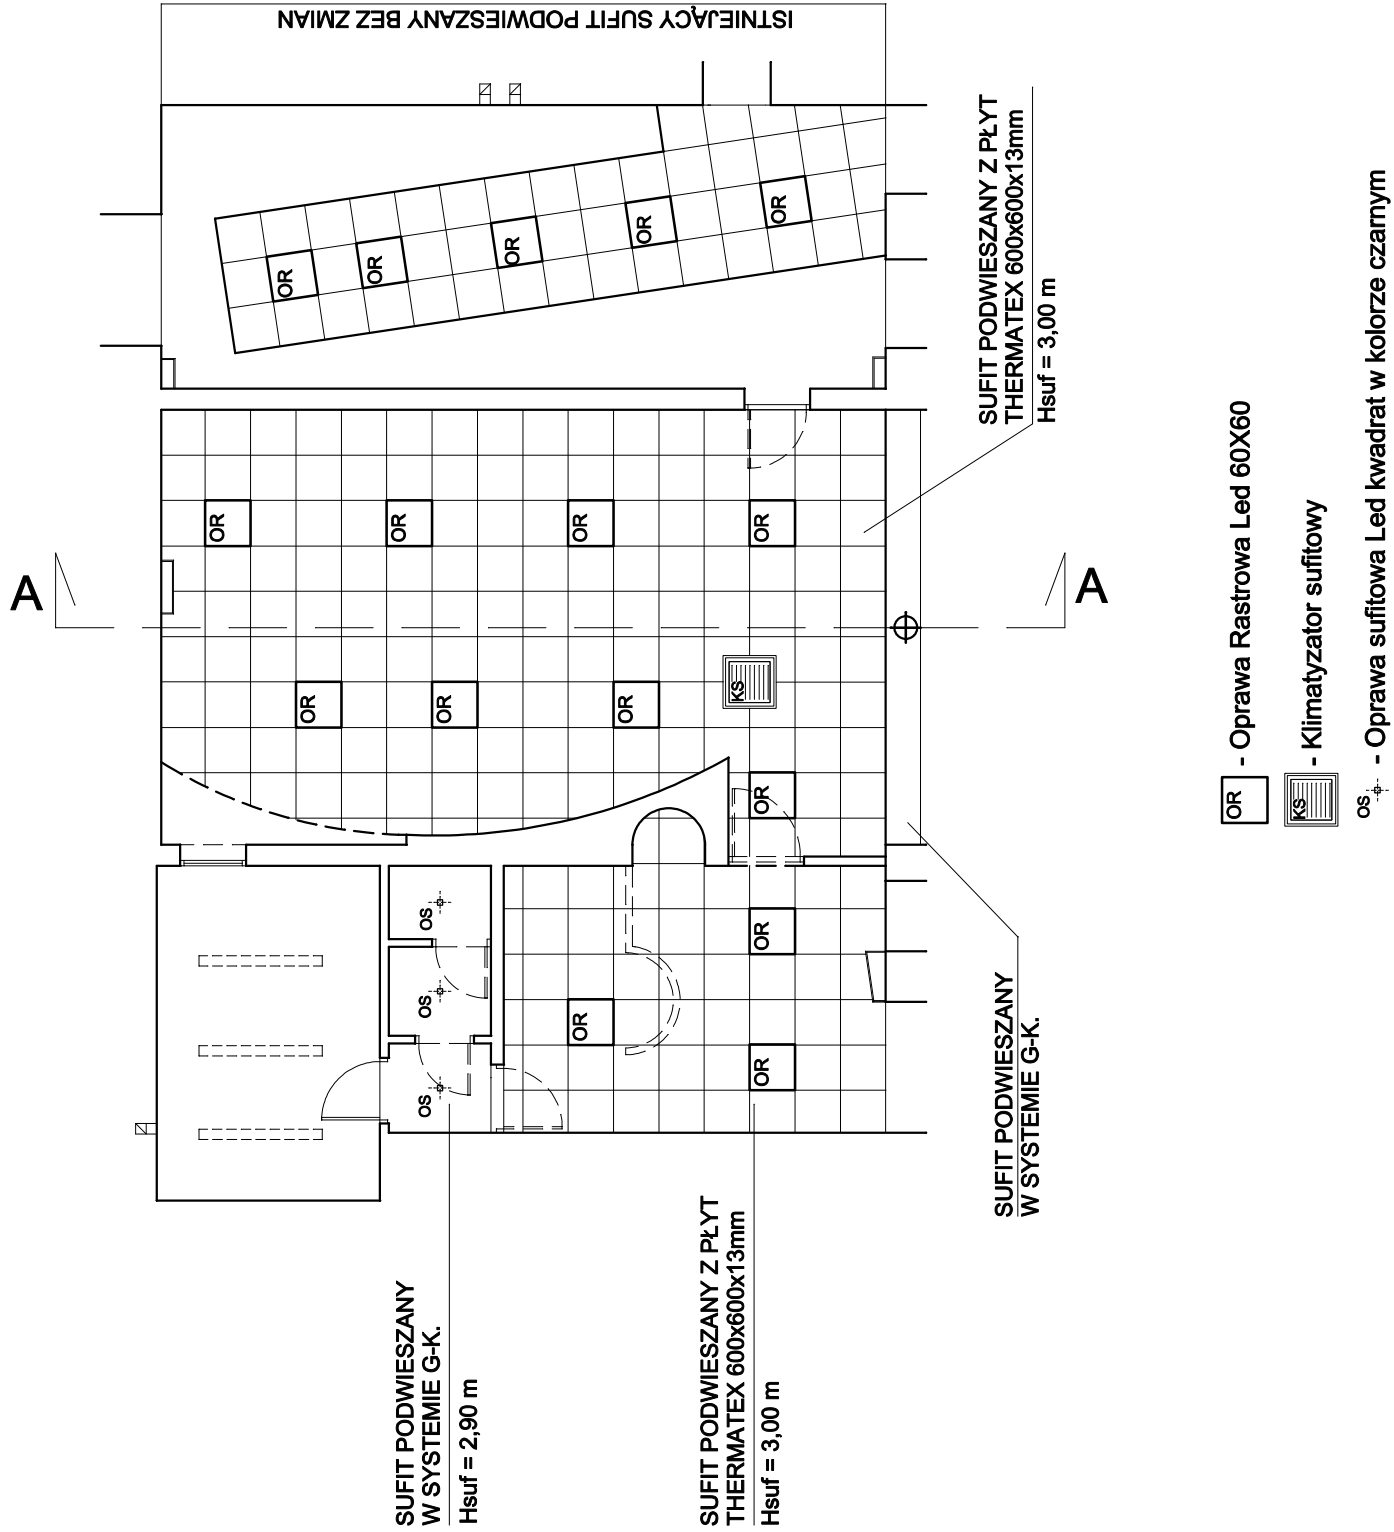 ISTNIEJĄCY SUFIT PODWIESZANY BEZ ZMIAN
OR
OR
OR
OR
OR
SUFIT PODWIESZANY Z PŁYT
THERMATEX 600x600x13mm
Hsuf = 3,00 m
A
A
OR
OR
OR
OR
OR
OR
OR
KS
OR
OS
OS
OS
OR
OR
OR
SUFIT PODWIESZANY
W SYSTEMIE G-K.
SUFIT PODWIESZANY
W SYSTEMIE G-K.
Hsuf = 2,90 m
SUFIT PODWIESZANY Z PŁYT
THERMATEX 600x600x13mm
Hsuf = 3,00 m
OR - Oprawa Rastrowa Led 60X60
KS - Klimatyzator sufitowy
OS - Oprawa sufitowa Led kwadrat w kolorze czarnym